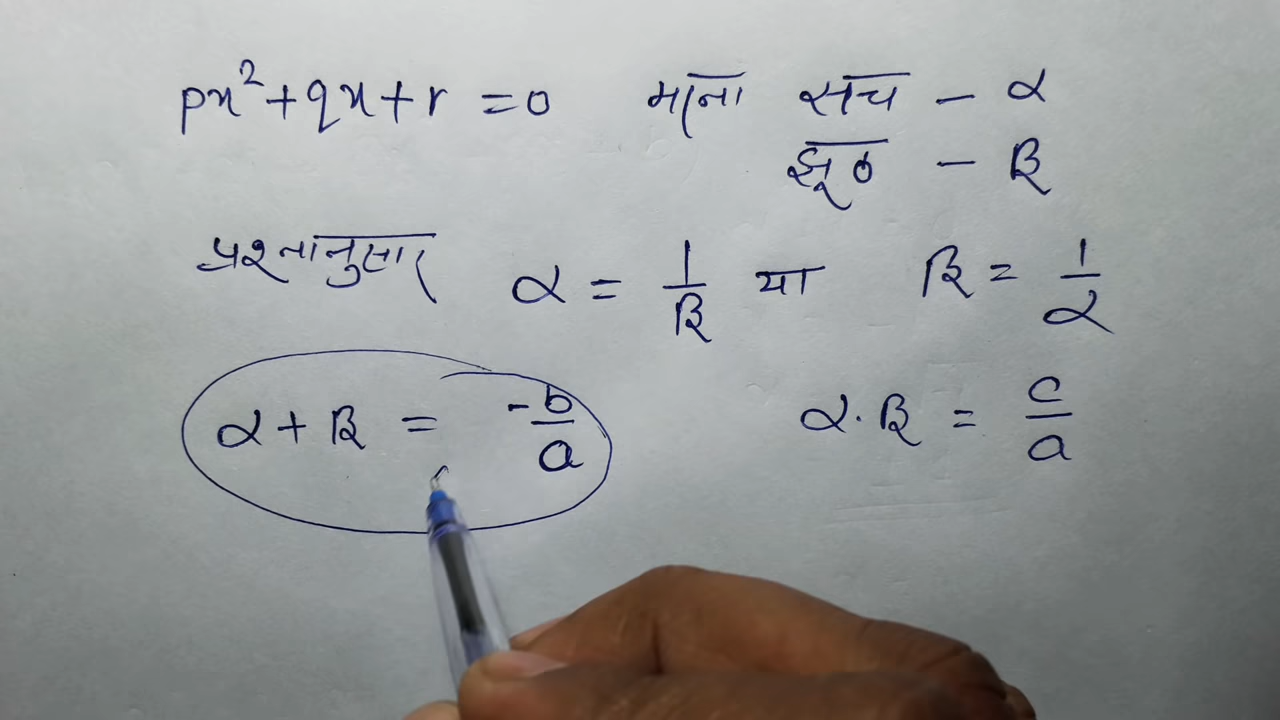 px² + qx + r = 0 माना सच - α
झूठ - β
प्रश्नानुसार α = 1/β या β = 1/α
α + β = -b/a α . β = c/a